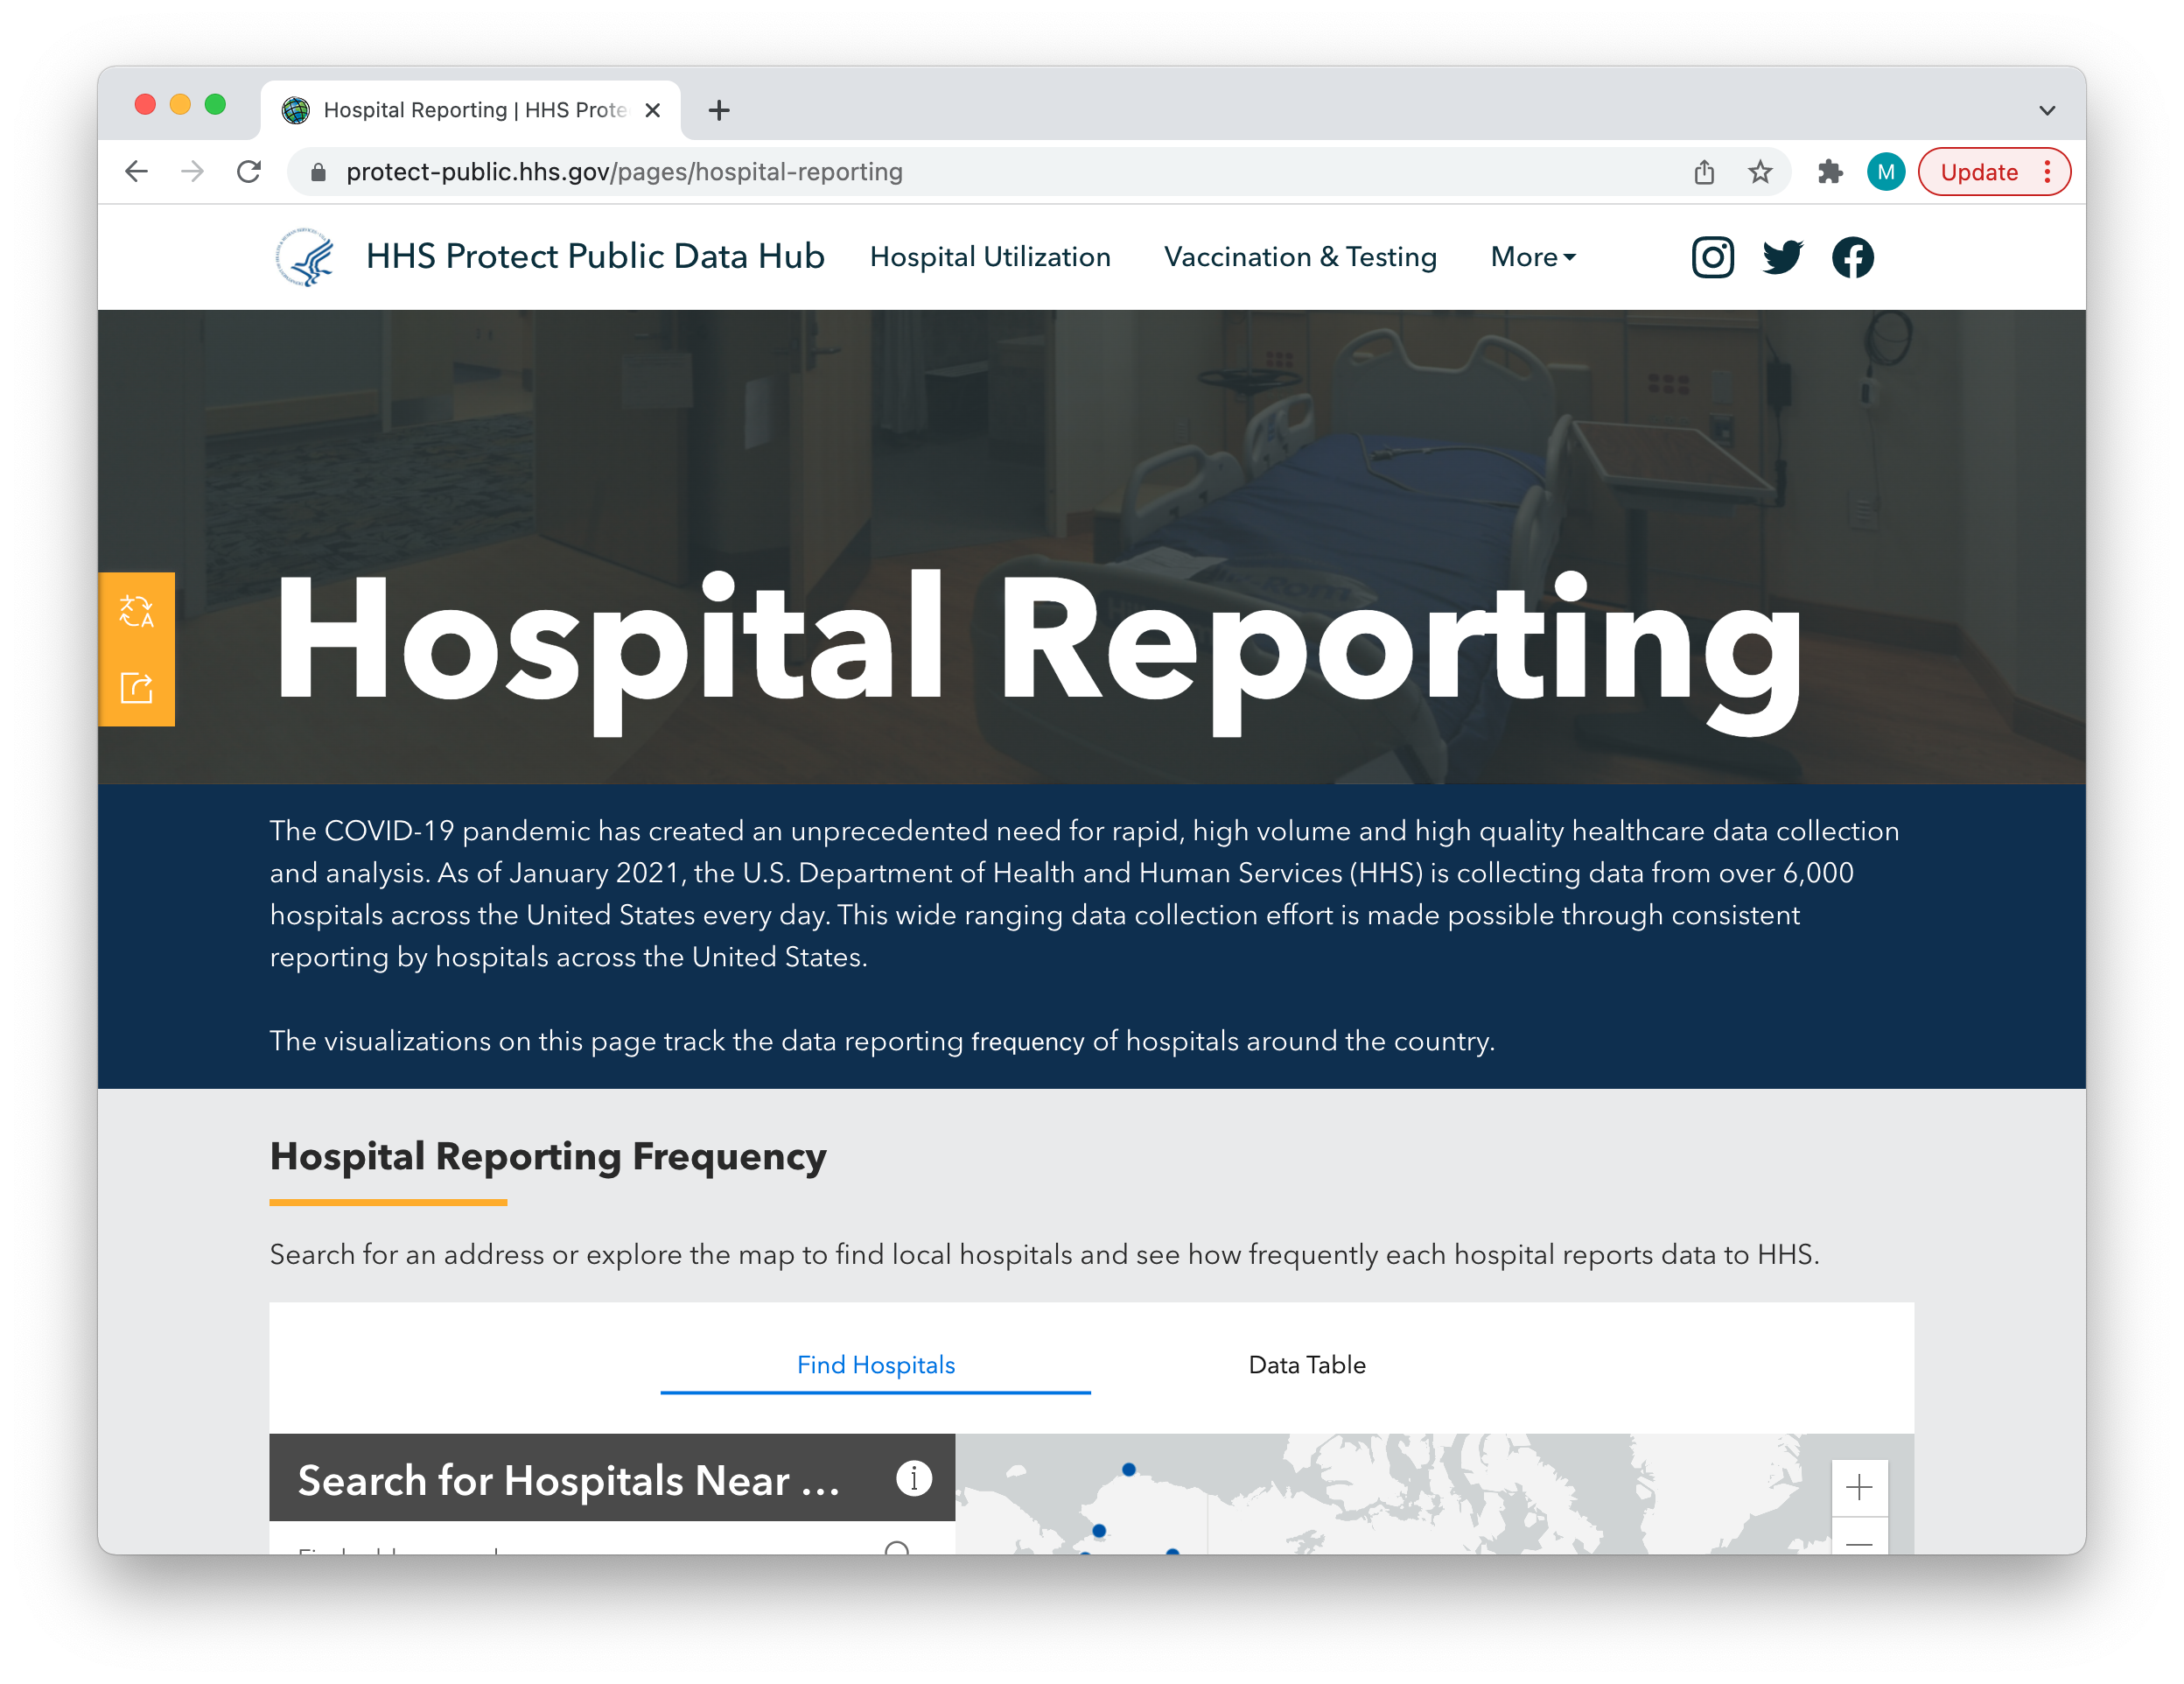 Hospital Reporting | HHS Prote
protect-public.hhs.gov/pages/hospital-reporting
M
Update
HHS Protect Public Data Hub
Hospital Utilization
Vaccination & Testing
More
Hospital Reporting
The COVID-19 pandemic has created an unprecedented need for rapid, high volume and high quality healthcare data collection
and analysis. As of January 2021, the U.S. Department of Health and Human Services (HHS) is collecting data from over 6,000
hospitals across the United States every day. This wide ranging data collection effort is made possible through consistent
reporting by hospitals across the United States.
The visualizations on this page track the data reporting frequency of hospitals around the country.
Hospital Reporting Frequency
Search for an address or explore the map to find local hospitals and see how frequently each hospital reports data to HHS.
Find Hospitals
Data Table
Search for Hospitals Near ...